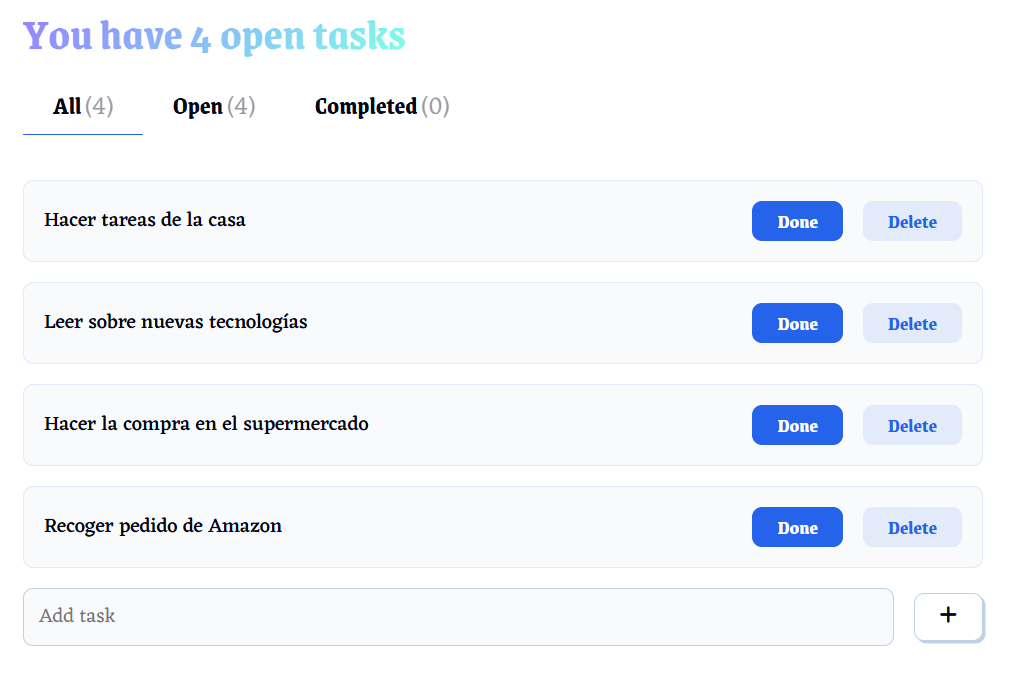 You have 4 open tasks
All (4) Open (4) Completed (0)
Hacer tareas de la casa Done Delete
Leer sobre nuevas tecnologías Done Delete
Hacer la compra en el supermercado Done Delete
Recoger pedido de Amazon Done Delete
Add task +